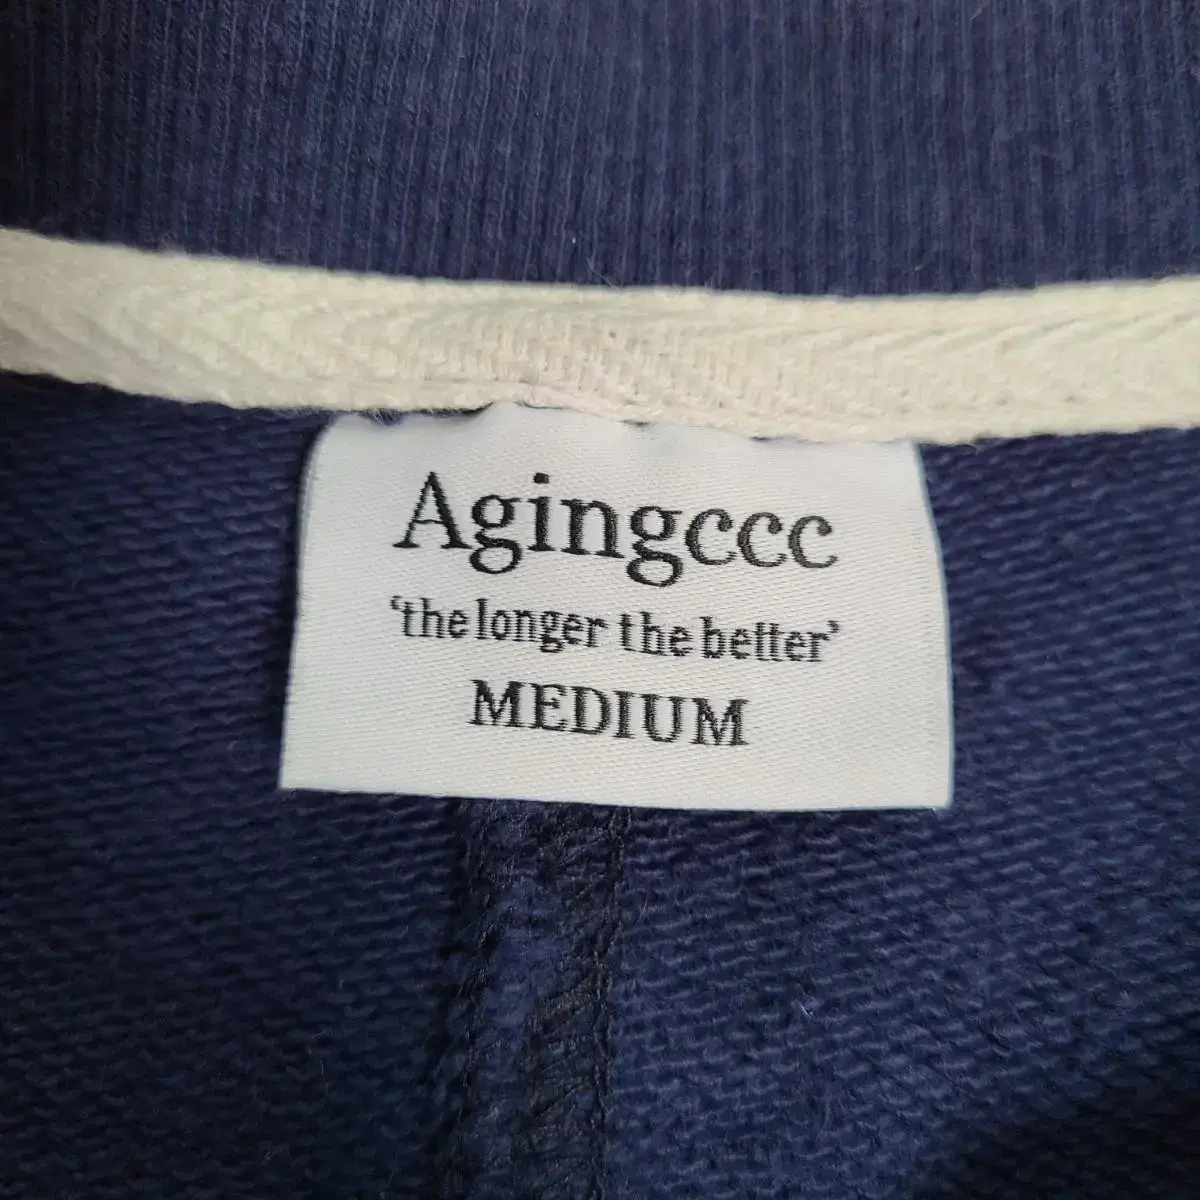 Agingccc
‘the longer the better’
MEDIUM